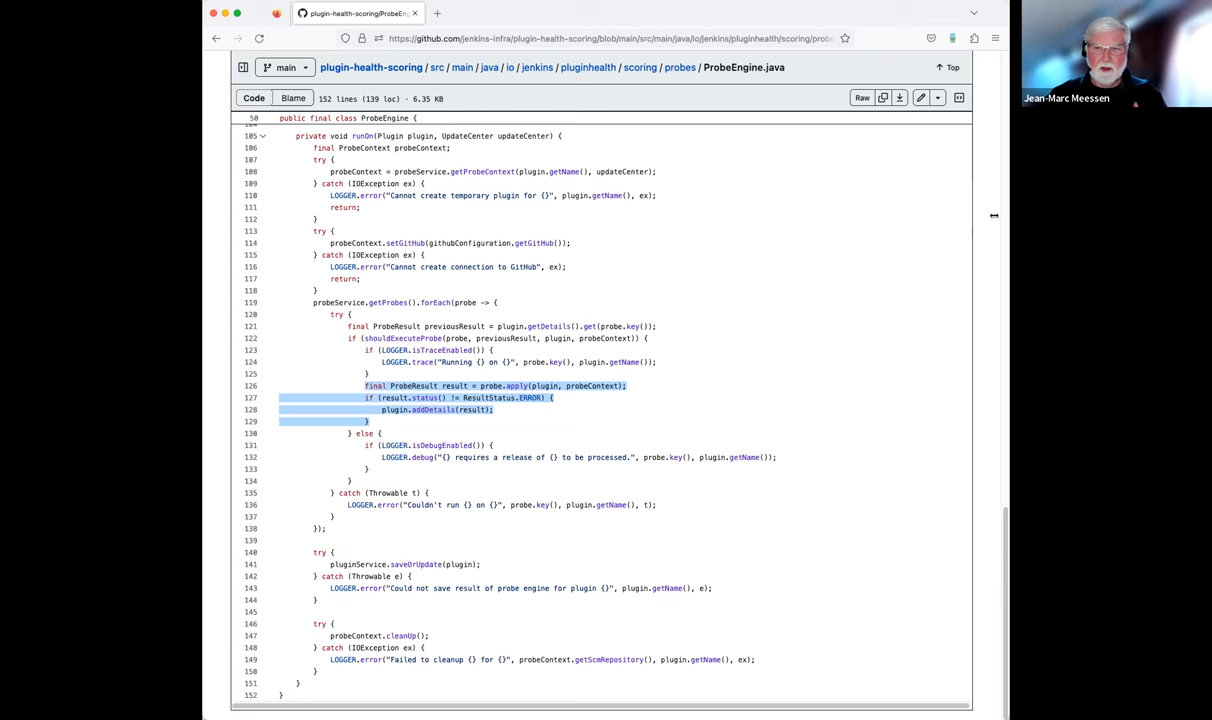 plugin-health-scoring/ProbeEng
https://github.com/jenkins-infra/plugin-health-scoring/blob/main/src/main/java/io/jenkins/pluginhealth/scoring/probe
Jean-Marc Meessen
main
plugin-health-scoring / src / main / java / io / jenkins / pluginhealth / scoring / probes / ProbeEngine.java
Top
Code Blame 152 lines (139 loc) · 6.35 KB
Raw
50 public final class ProbeEngine {
105 private void runOn(Plugin plugin, UpdateCenter updateCenter) {
106 final ProbeContext probeContext;
107 try {
108 probeContext = probeService.getProbeContext(plugin.getName(), updateCenter);
109 } catch (IOException ex) {
110 LOGGER.error("Cannot create temporary plugin for {}", plugin.getName(), ex);
111 return;
112 }
113 try {
114 probeContext.setGitHub(githubConfiguration.getGitHub());
115 } catch (IOException ex) {
116 LOGGER.error("Cannot create connection to GitHub", ex);
117 return;
118 }
119 probeService.getProbes().forEach(probe -> {
120 try {
121 final ProbeResult previousResult = plugin.getDetails().get(probe.key());
122 if (shouldExecuteProbe(probe, previousResult, plugin, probeContext)) {
123 if (LOGGER.isTraceEnabled()) {
124 LOGGER.trace("Running {} on {}", probe.key(), plugin.getName());
125 }
126 final ProbeResult result = probe.apply(plugin, probeContext);
127 if (result.status() != ResultStatus.ERROR) {
128 plugin.addDetails(result);
129 }
130 } else {
131 if (LOGGER.isDebugEnabled()) {
132 LOGGER.debug("{} requires a release of {} to be processed.", probe.key(), plugin.getName());
133 }
134 }
135 } catch (Throwable t) {
136 LOGGER.error("Couldn't run {} on {}", probe.key(), plugin.getName(), t);
137 }
138 });
139
140 try {
141 pluginService.saveOrUpdate(plugin);
142 } catch (Throwable e) {
143 LOGGER.error("Could not save result of probe engine for plugin {}", plugin.getName(), e);
144 }
145
146 try {
147 probeContext.cleanUp();
148 } catch (IOException ex) {
149 LOGGER.error("Failed to cleanup {} for {}", probeContext.getScmRepository(), plugin.getName(), ex);
150 }
151 }
152 }